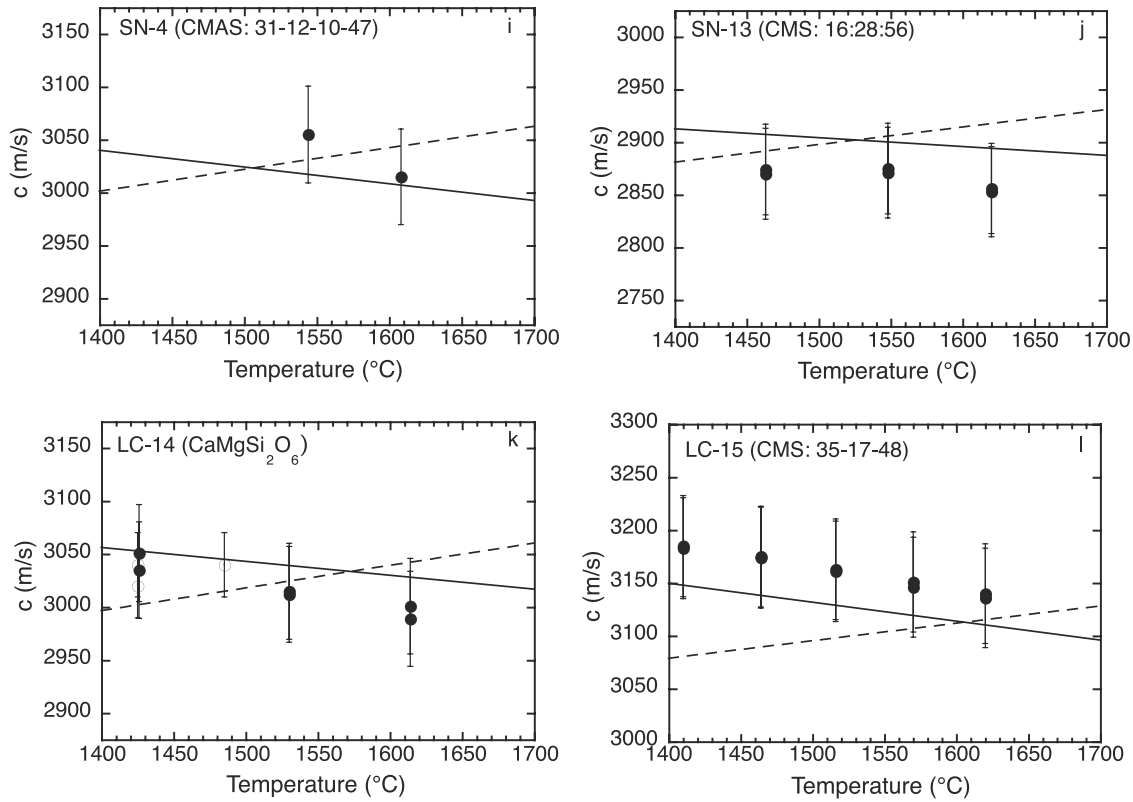 SN-4 (CMAS: 31-12-10-47) i
3150
3100
3050
3000
2950
2900
c (m/s)
1400 1450 1500 1550 1600 1650 1700
Temperature (°C)
SN-13 (CMS: 16:28:56) j
3000
2950
2900
2850
2800
2750
c (m/s)
1400 1450 1500 1550 1600 1650 1700
Temperature (°C)
LC-14 (CaMgSi₂O₆) k
3150
3100
3050
3000
2950
2900
c (m/s)
1400 1450 1500 1550 1600 1650 1700
Temperature (°C)
LC-15 (CMS: 35-17-48) l
3300
3250
3200
3150
3100
3050
3000
c (m/s)
1400 1450 1500 1550 1600 1650 1700
Temperature (°C)